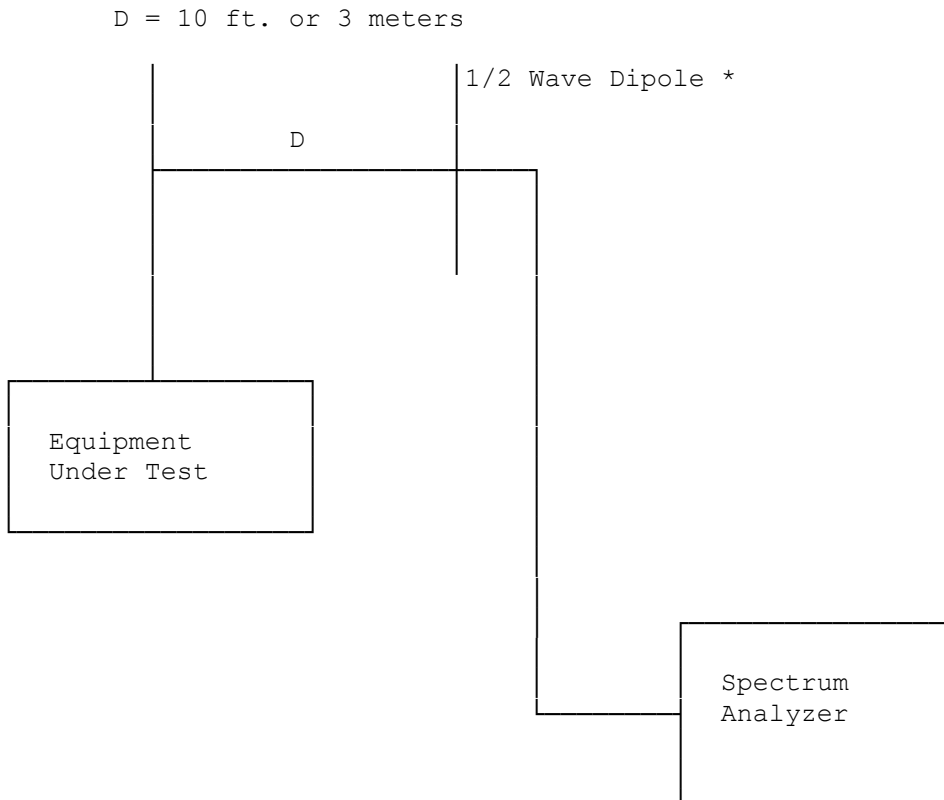 D = 10 ft. or 3 meters
1/2 Wave Dipole *
D
Equipment
Under Test
Spectrum
Analyzer